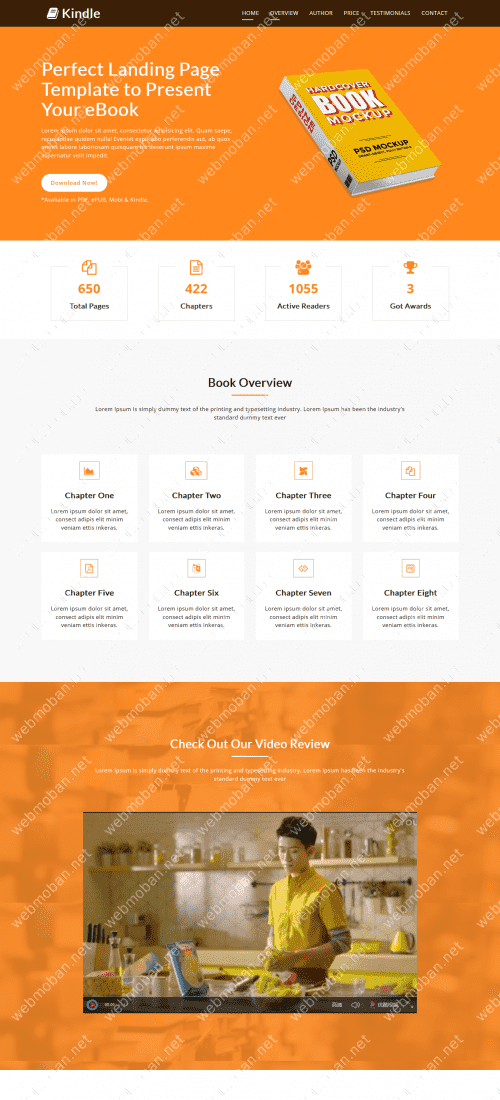 Kindle
HOME OVERVIEW AUTHOR PRICE TESTIMONIALS CONTACT
Perfect Landing Page
Template to Present
Your eBook
Lorem ipsum dolor sit amet, consectetur adipisicing elit. Quam saepe,
recusandae quidem nulla! Eveniet explicabo perferendis aut, ab quos
omnis labore laboriosam quisquam hic deserunt ipsum maxime
aspernatur velit impedit.
Download Now!
*Available in PDF, ePUB, Mobi & Kindle.
HARDCOVER
BOOK
MOCKUP
PSD MOCKUP
650
Total Pages
422
Chapters
1055
Active Readers
3
Got Awards
Book Overview
Lorem Ipsum is simply dummy text of the printing and typesetting industry. Lorem Ipsum has been the industry's
standard dummy text ever
Chapter One
Lorem ipsum dolor sit amet,
consect adipis elit minim
veniam ettis inkeras.
Chapter Two
Lorem ipsum dolor sit amet,
consect adipis elit minim
veniam ettis inkeras.
Chapter Three
Lorem ipsum dolor sit amet,
consect adipis elit minim
veniam ettis inkeras.
Chapter Four
Lorem ipsum dolor sit amet,
consect adipis elit minim
veniam ettis inkeras.
Chapter Five
Lorem ipsum dolor sit amet,
consect adipis elit minim
veniam ettis inkeras.
Chapter Six
Lorem ipsum dolor sit amet,
consect adipis elit minim
veniam ettis inkeras.
Chapter Seven
Lorem ipsum dolor sit amet,
consect adipis elit minim
veniam ettis inkeras.
Chapter Eight
Lorem ipsum dolor sit amet,
consect adipis elit minim
veniam ettis inkeras.
Check Out Our Video Review
Lorem Ipsum is simply dummy text of the printing and typesetting industry. Lorem Ipsum has been the industry's
standard dummy text ever
webmoban.net